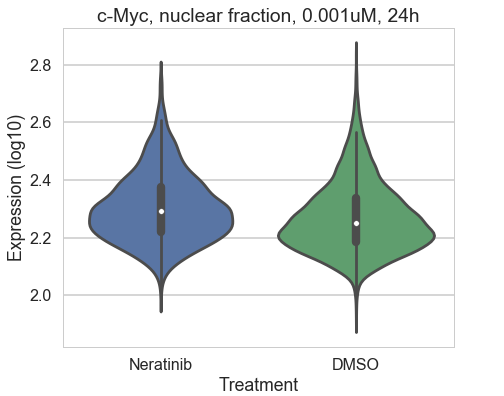 c-Myc, nuclear fraction, 0.001uM, 24h
2.8
2.6
2.4
2.2
2.0
Expression (log10)
Neratinib DMSO
Treatment